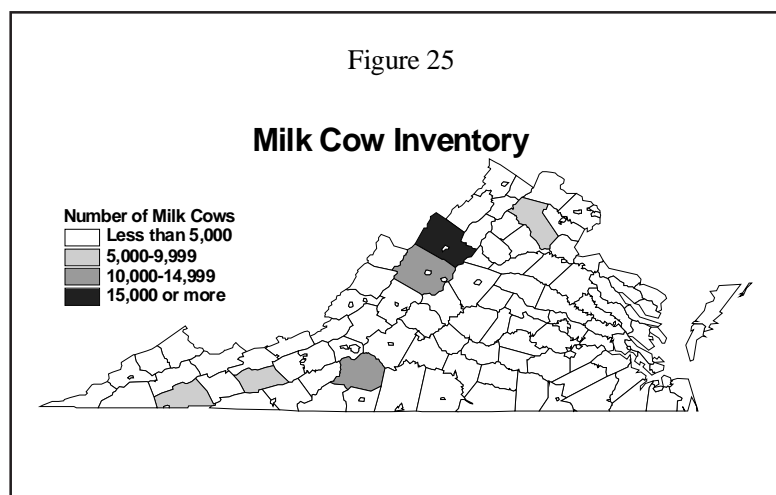 Figure 25
Milk Cow Inventory
Number of Milk Cows
Less than 5,000
5,000-9,999
10,000-14,999
15,000 or more